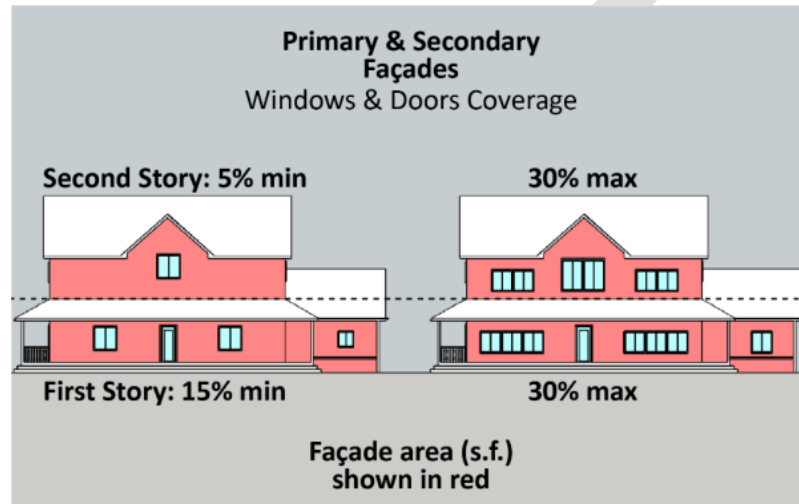 Primary & Secondary
Façades
Windows & Doors Coverage
Second Story: 5% min
30% max
First Story: 15% min
30% max
Façade area (s.f.)
shown in red